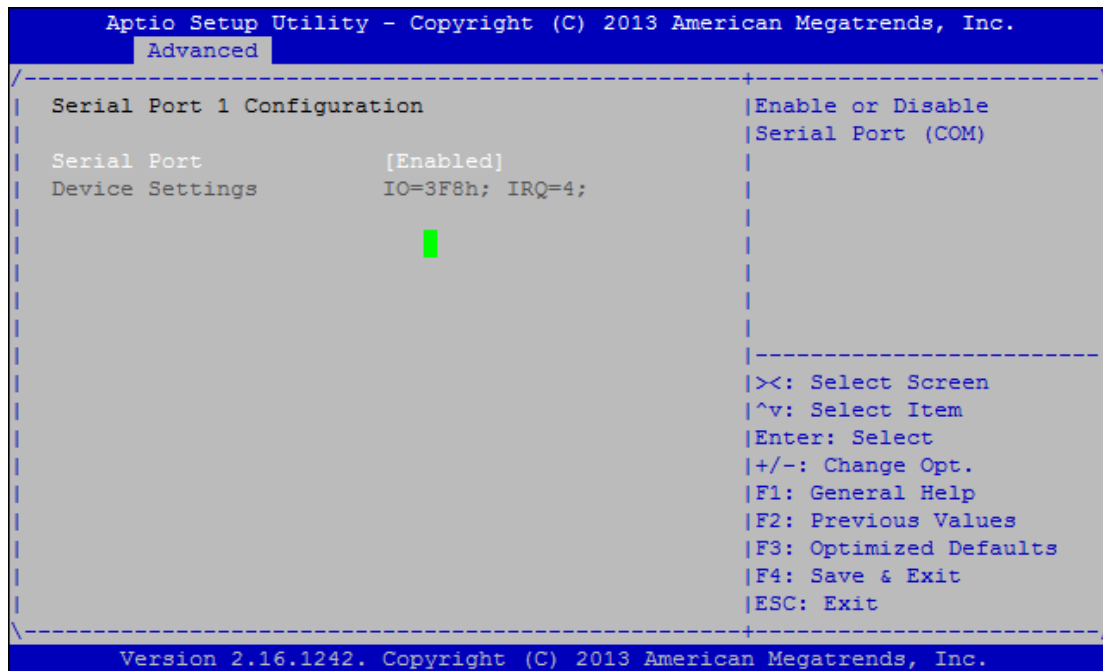 Aptio Setup Utility - Copyright (C) 2013 American Megatrends, Inc.
Advanced
Serial Port 1 Configuration
Serial Port [Enabled]
Device Settings IO=3F8h; IRQ=4;
Enable or Disable
Serial Port (COM)
><: Select Screen
^v: Select Item
Enter: Select
+/-: Change Opt.
F1: General Help
F2: Previous Values
F3: Optimized Defaults
F4: Save & Exit
ESC: Exit
Version 2.16.1242. Copyright (C) 2013 American Megatrends, Inc.